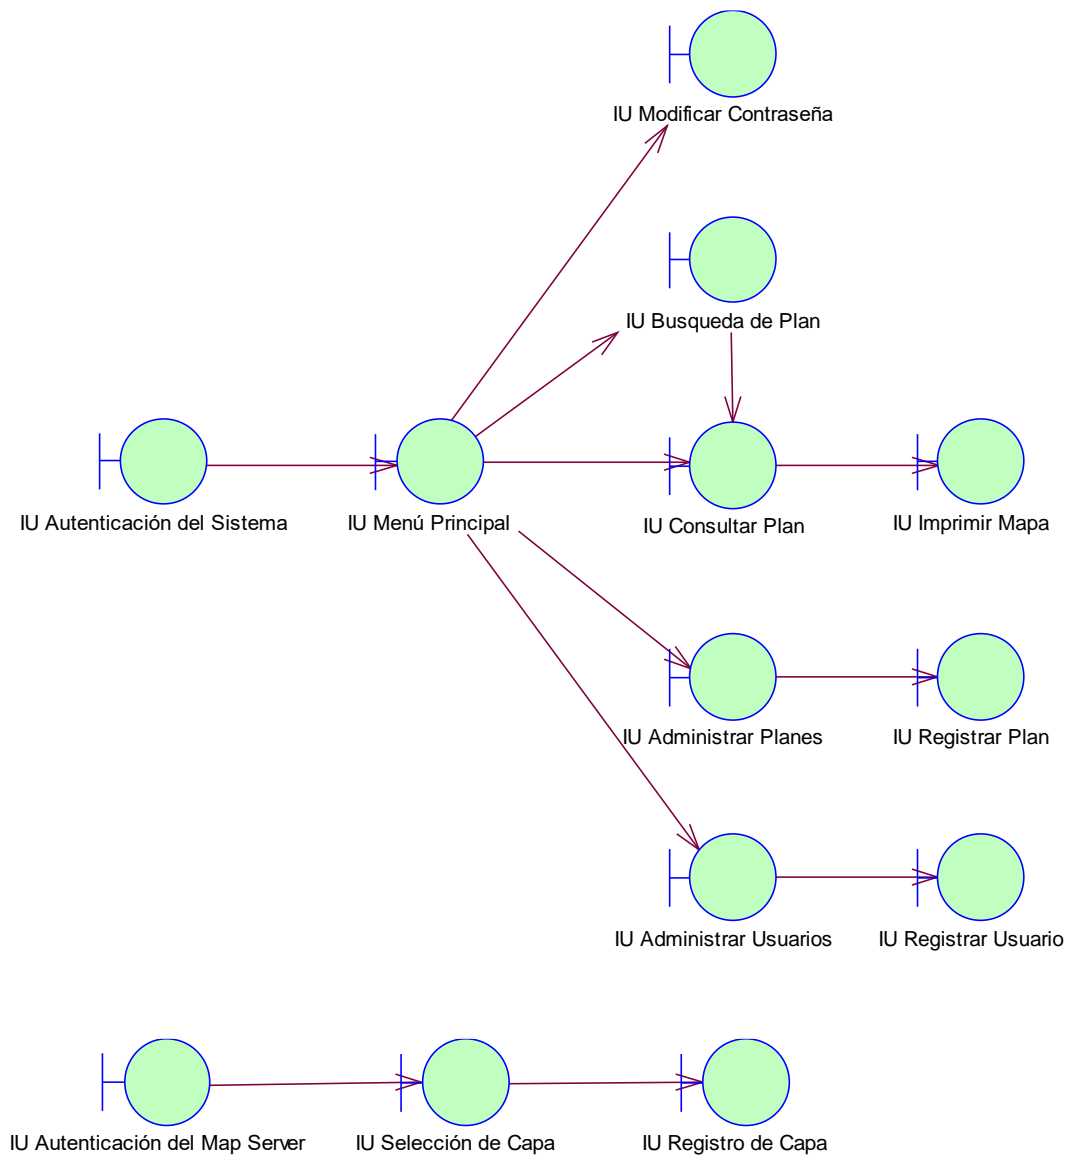 IU Modificar Contraseña
IU Busqueda de Plan
IU Autenticación del Sistema
IU Menú Principal
IU Consultar Plan
IU Imprimir Mapa
IU Administrar Planes
IU Registrar Plan
IU Administrar Usuarios
IU Registrar Usuario
IU Autenticación del Map Server
IU Selección de Capa
IU Registro de Capa